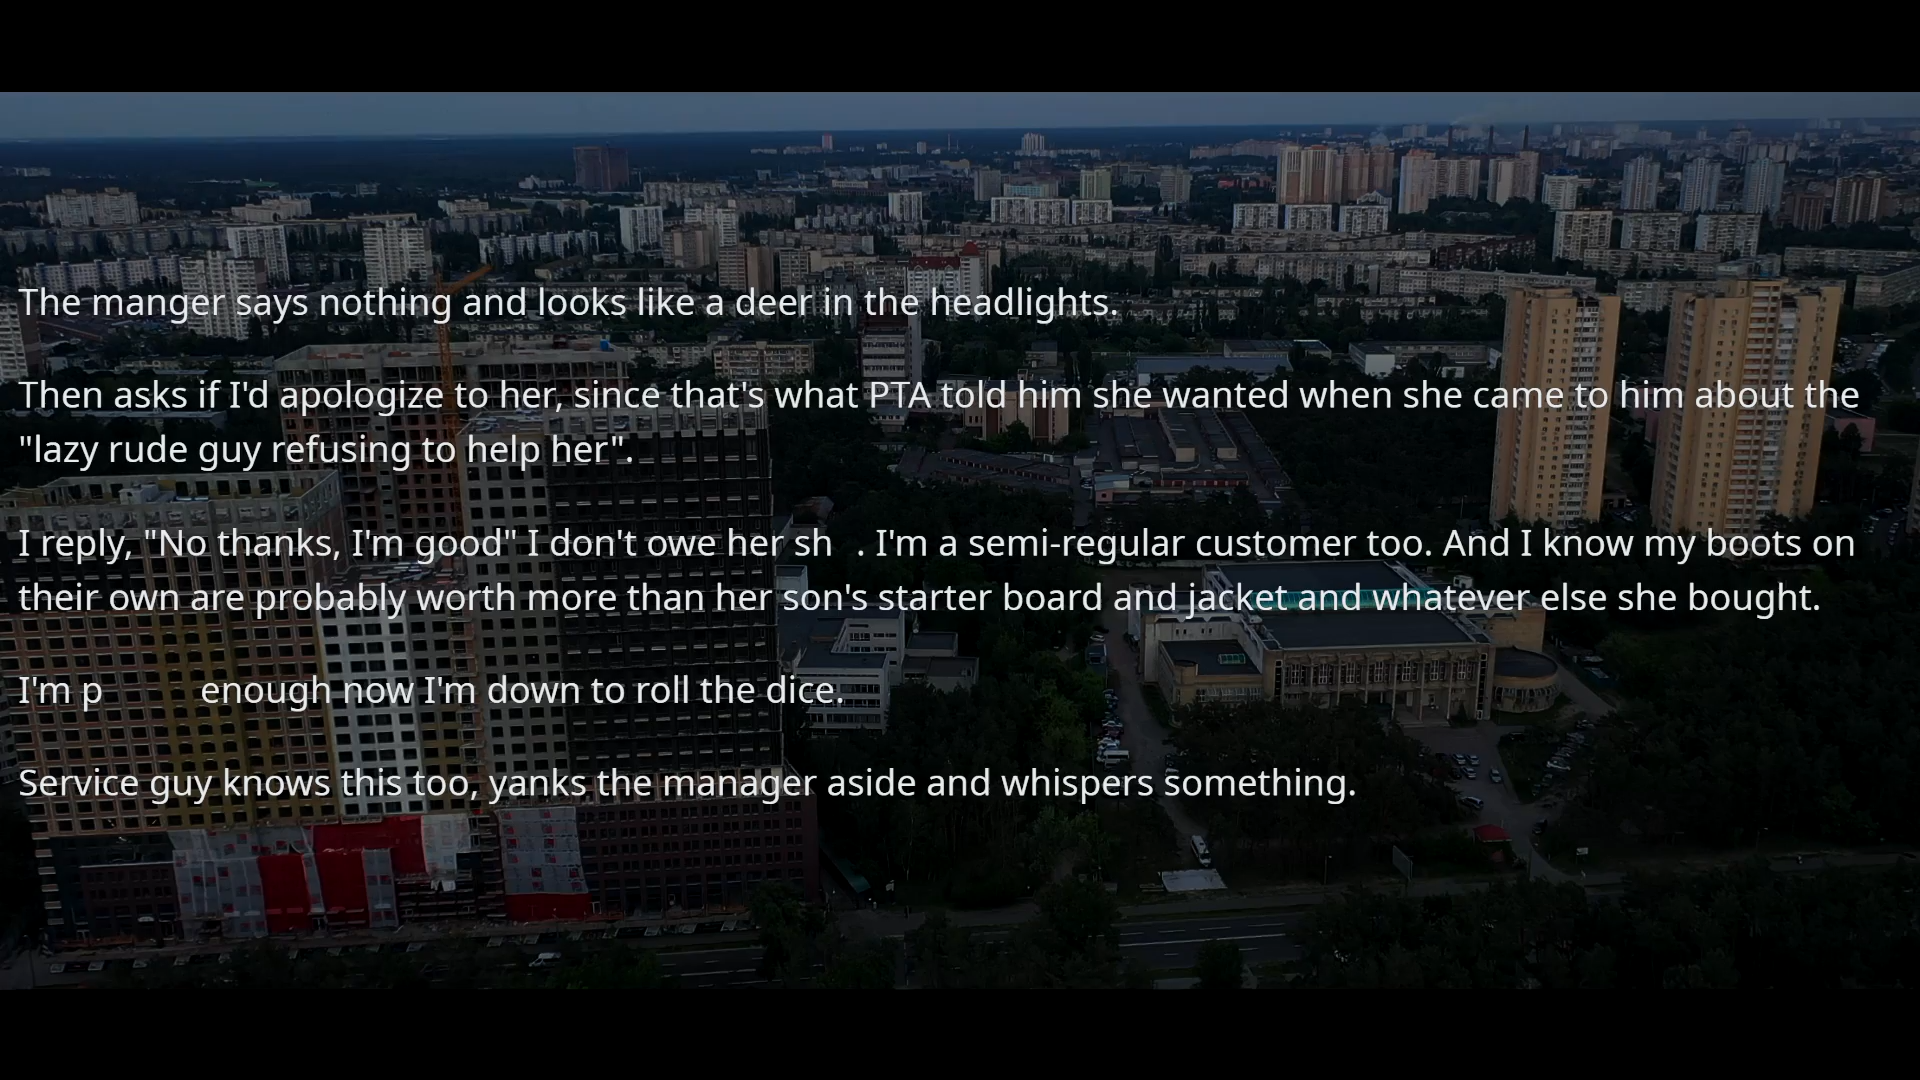 The manger says nothing and looks like a deer in the headlights.
Then asks if I'd apologize to her, since that's what PTA told him she wanted when she came to him about the
"lazy rude guy refusing to help her".
I reply, "No thanks, I'm good" I don't owe her sh . I'm a semi-regular customer too. And I know my boots on
their own are probably worth more than her son's starter board and jacket and whatever else she bought.
I'm p enough now I'm down to roll the dice.
Service guy knows this too, yanks the manager aside and whispers something.